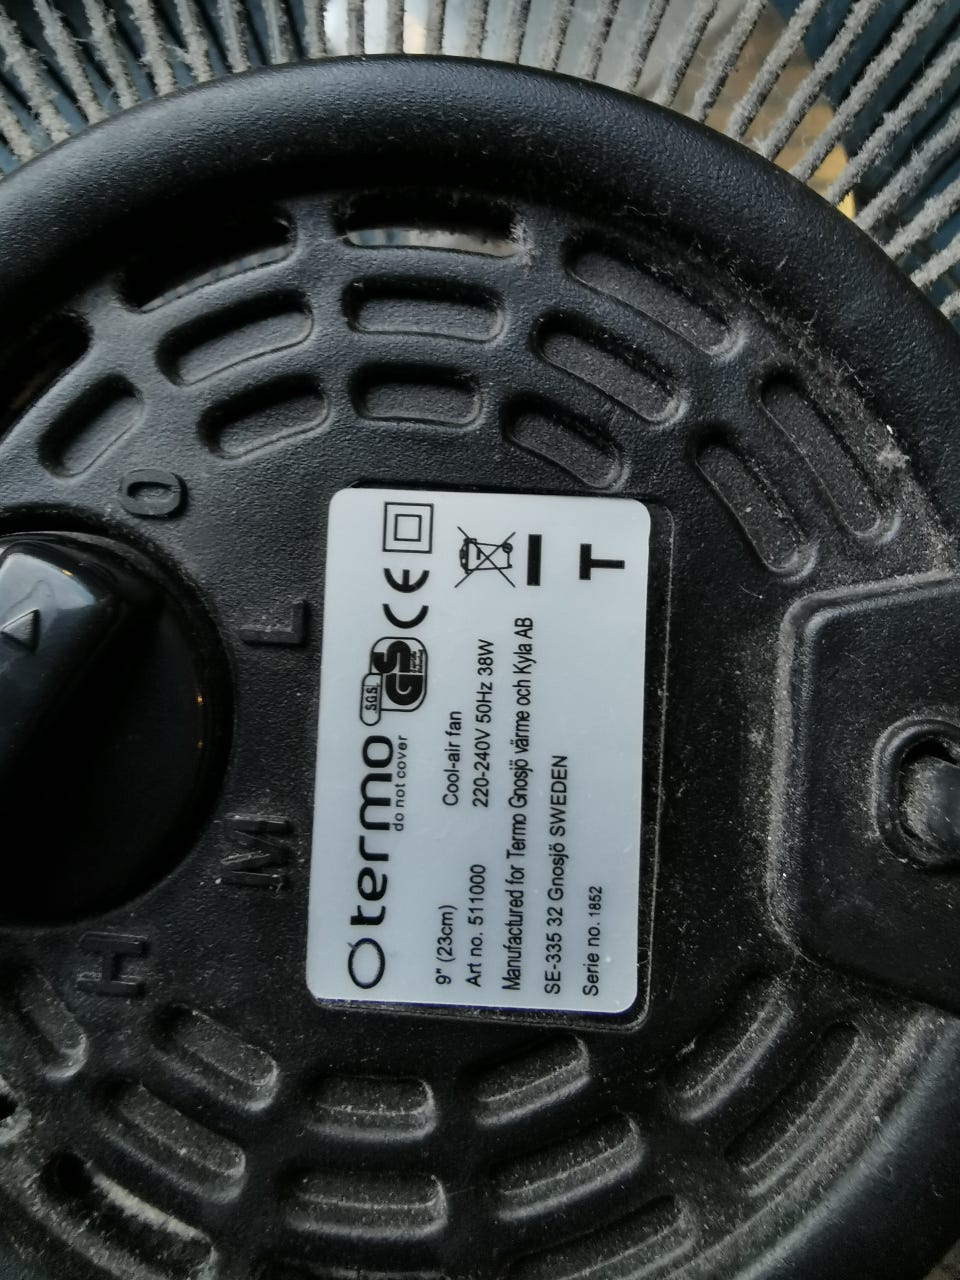 termo
do not cover
S.G.S.
GS
CE
9" (23cm) Cool-air fan
Art no. 511000 220-240V 50Hz 38W
Manufactured for Termo Gnosjö värme och Kyla AB
SE-335 32 Gnosjö SWEDEN
Serie no. 1852
T
O
L
M
H